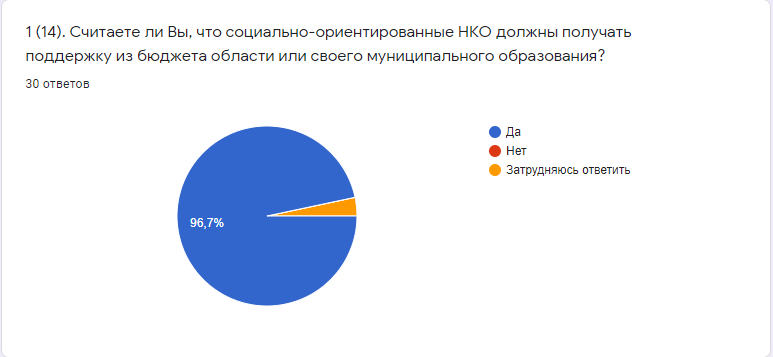 1 (14). Считаете ли Вы, что социально-ориентированные НКО должны получать
поддержку из бюджета области или своего муниципального образования?
30 ответов
Да
Нет
Затрудняюсь ответить
96,7%